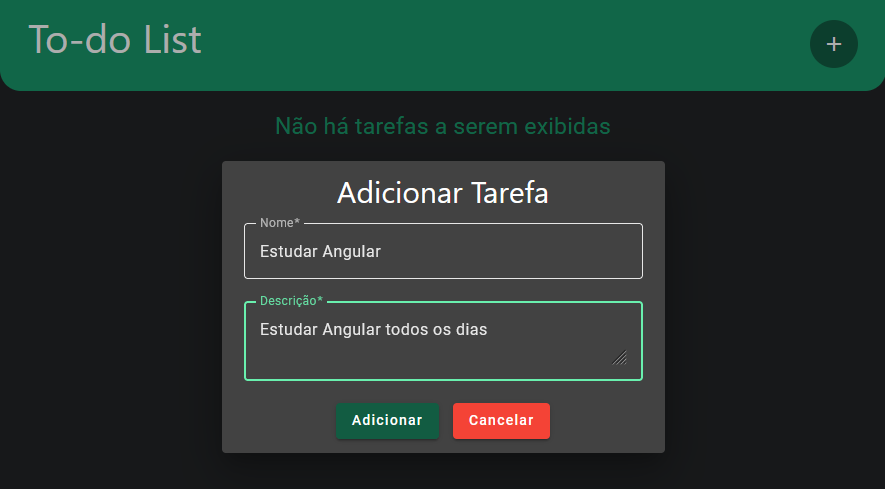 To-do List
+
Não há tarefas a serem exibidas
Adicionar Tarefa
Nome*
Estudar Angular
Descrição*
Estudar Angular todos os dias
Adicionar Cancelar